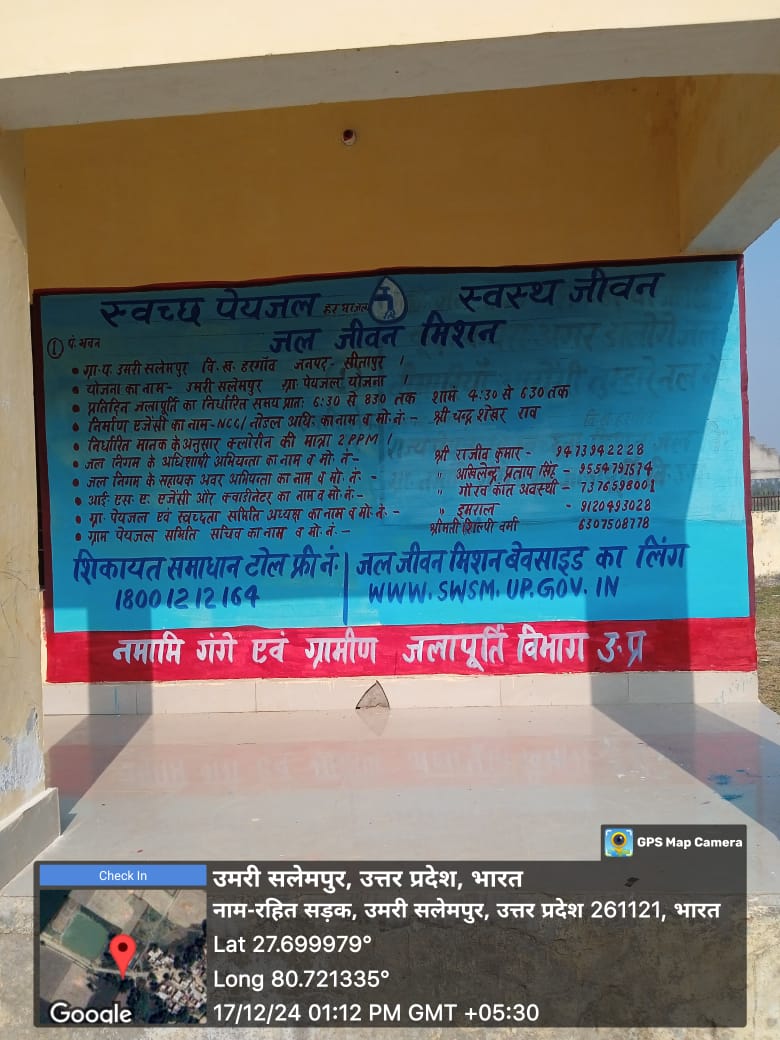 स्वच्छ पेयजल हर घर जल स्वस्थ जीवन
जल जीवन मिशन
① पं. भवन
• ग्रा. प. उमरी सलेमपुर वि. ख. हरगाँव जनपद- सीतापुर ।
• योजना का नाम- उमरी सलेमपुर ग्रा. पेयजल योजना ।
• प्रतिदिन जलापूर्ति का निर्धारित समय प्रातः 6:30 से 8:30 तक शाम 4:30 से 6:30 तक
• निर्माण एजेंसी का नाम- NCC/ नोडल अधि. का नाम व मो. नं- श्री चन्द्र शेखर राव
• निर्धारित मानक के अनुसार क्लोरीन की मात्रा 2 PPM ।
• जल निगम के अधिशाषी अभियन्ता का नाम व मो. नं- श्री राजीव कुमार - 9473942228
• जल निगम के सहायक अवर अभियन्ता का नाम व मो. नं- " अखिलेन्द्र प्रताप सिंह - 9554791574
• आई. एस. ए. एजेंसी और क्वाडीनेटर का नाम व मो. नं- " गौरव कांत अवस्थी - 7376598001
• ग्रा. पेयजल एवं स्वच्छता समिति अध्यक्ष का नाम व मो. नं- " इमराल - 9120493028
• ग्राम पेयजल समिति सचिव का नाम व मो. नं- श्रीमती शिल्पी वर्मा 6307508778
शिकायत समाधान टोल फ्री नं:
18001212164
जल जीवन मिशन बेवसाइड का लिंग
WWW. SWSM. UP. GOV. IN
नमामि गंगे एवं ग्रामीण जलापूर्ति विभाग उ.प्र
GPS Map Camera
Check In
उमरी सलेमपुर, उत्तर प्रदेश, भारत
नाम-रहित सड़क, उमरी सलेमपुर, उत्तर प्रदेश 261121, भारत
Lat 27.699979°
Long 80.721335°
17/12/24 01:12 PM GMT +05:30
Google